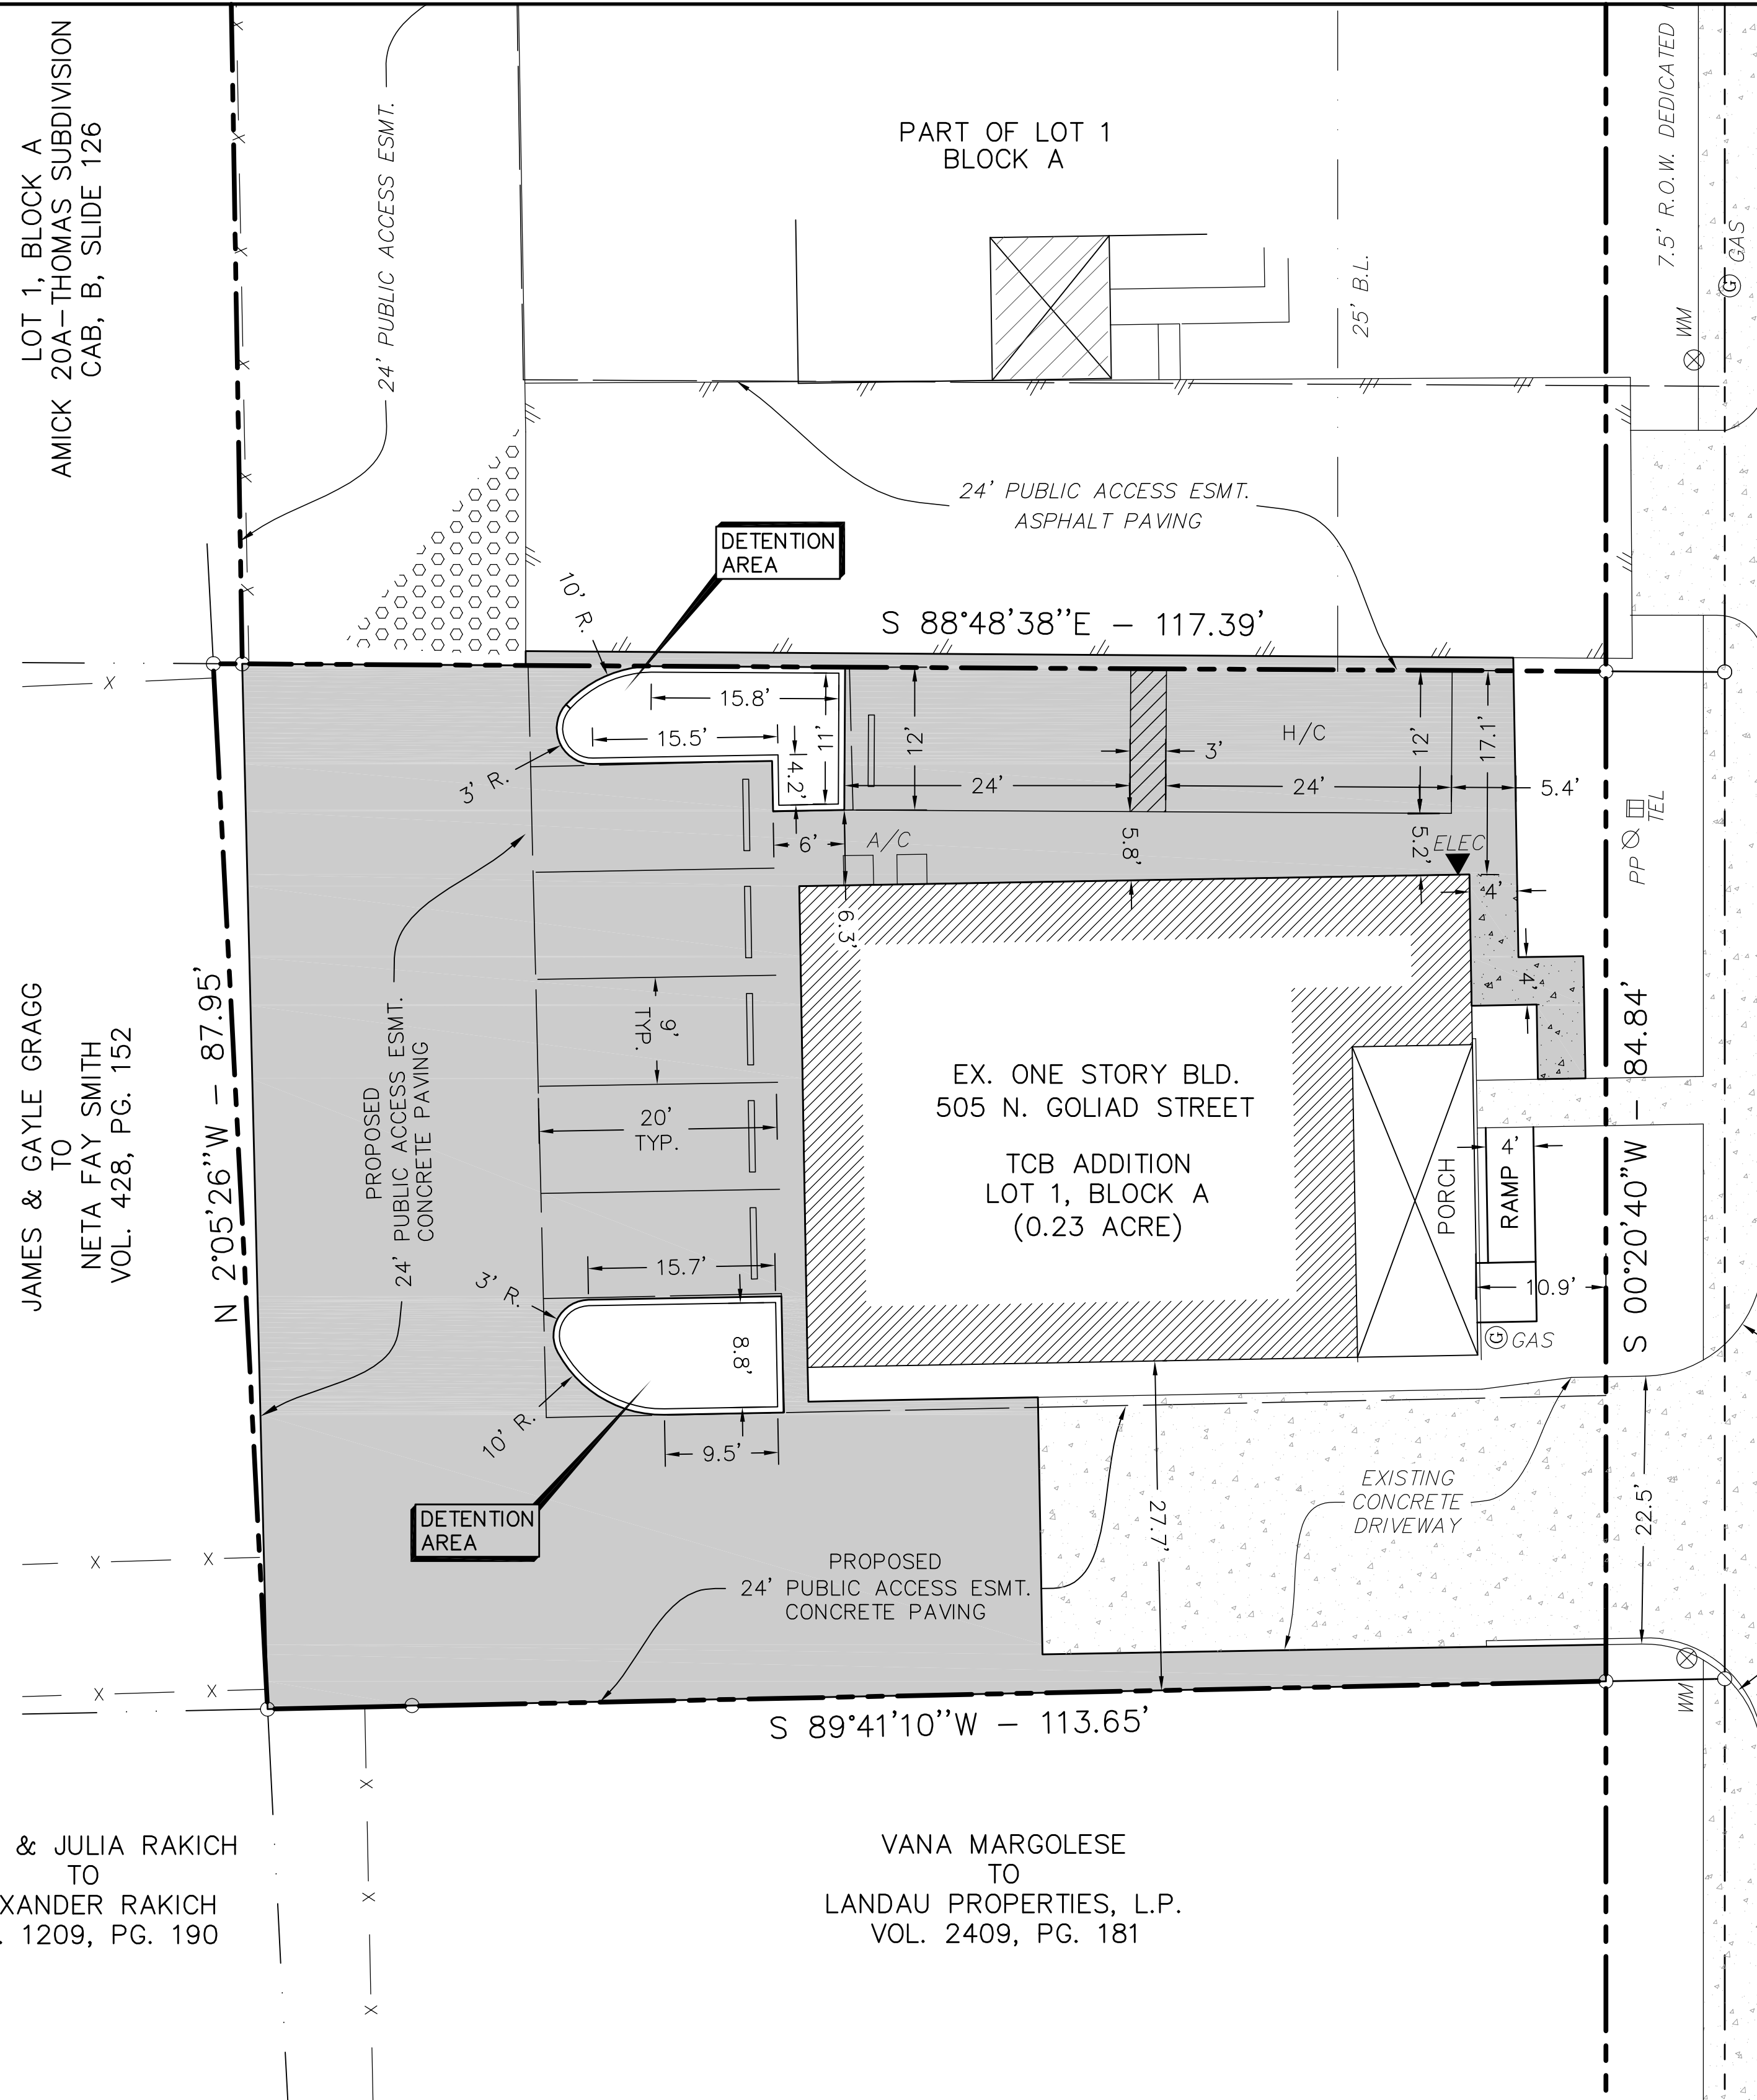 LOT 1, BLOCK A
AMICK 20A-THOMAS SUBDIVISION
CAB, B, SLIDE 126
24' PUBLIC ACCESS ESMT.
PART OF LOT 1
BLOCK A
25' B.L.
7.5' R.O.W. DEDICATED
WM
G GAS
24' PUBLIC ACCESS ESMT.
ASPHALT PAVING
DETENTION
AREA
10' R.
S 88°48'38"E - 117.39'
15.8'
15.5'
11'
4.2'
3' R.
6'
12'
24'
3'
H/C
24'
12'
17.1'
5.4'
A/C
6.3'
5.8'
5.2'
ELEC
4'
4'
PP
TEL
JAMES & GAYLE GRAGG
TO
NETA FAY SMITH
VOL. 428, PG. 152
N 2°05'26"W - 87.95'
PROPOSED
24' PUBLIC ACCESS ESMT.
CONCRETE PAVING
9'
TYP.
20'
TYP.
EX. ONE STORY BLD.
505 N. GOLIAD STREET
TCB ADDITION
LOT 1, BLOCK A
(0.23 ACRE)
PORCH
RAMP
4'
10.9'
S 00°20'40"W - 84.84'
G GAS
15.7'
3' R.
8.8'
10' R.
9.5'
DETENTION
AREA
27.7'
22.5'
EXISTING
CONCRETE
DRIVEWAY
PROPOSED
24' PUBLIC ACCESS ESMT.
CONCRETE PAVING
WM
S 89°41'10"W - 113.65'
& JULIA RAKICH
TO
XANDER RAKICH
. 1209, PG. 190
VANA MARGOLESE
TO
LANDAU PROPERTIES, L.P.
VOL. 2409, PG. 181